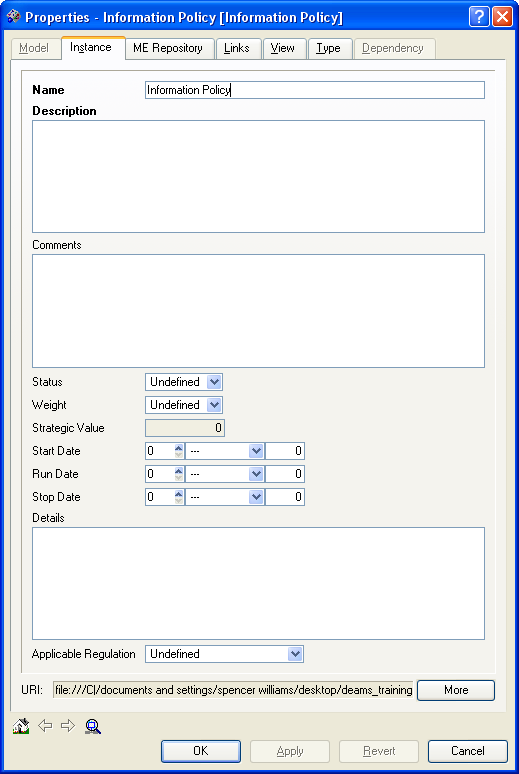 Properties - Information Policy [Information Policy]
Model Instance ME Repository Links View Type Dependency
Name Information Policy
Description
Comments
Status Undefined
Weight Undefined
Strategic Value 0
Start Date 0 --- 0
Run Date 0 --- 0
Stop Date 0 --- 0
Details
Applicable Regulation Undefined
URI: file:///C|/documents and settings/spencer williams/desktop/deams_training More
OK Apply Revert Cancel